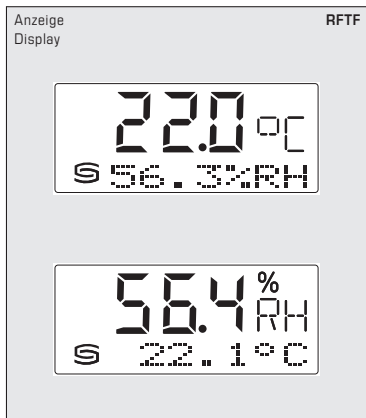 Anzeige RFTF
Display
22.0 °C
56.3%RH
56.4 % RH
22.1°C